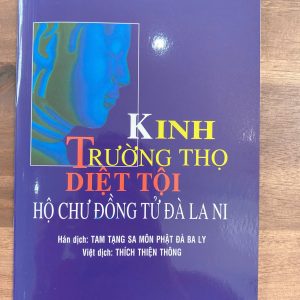 KINH
TRƯỜNG THỌ
DIỆT TỘI
HỘ CHƯ ĐỒNG TỬ ĐÀ LA NI
Hán dịch: TAM TẠNG SA MÔN PHẬT ĐÀ BA LY
Việt dịch: THÍCH THIỆN THÔNG